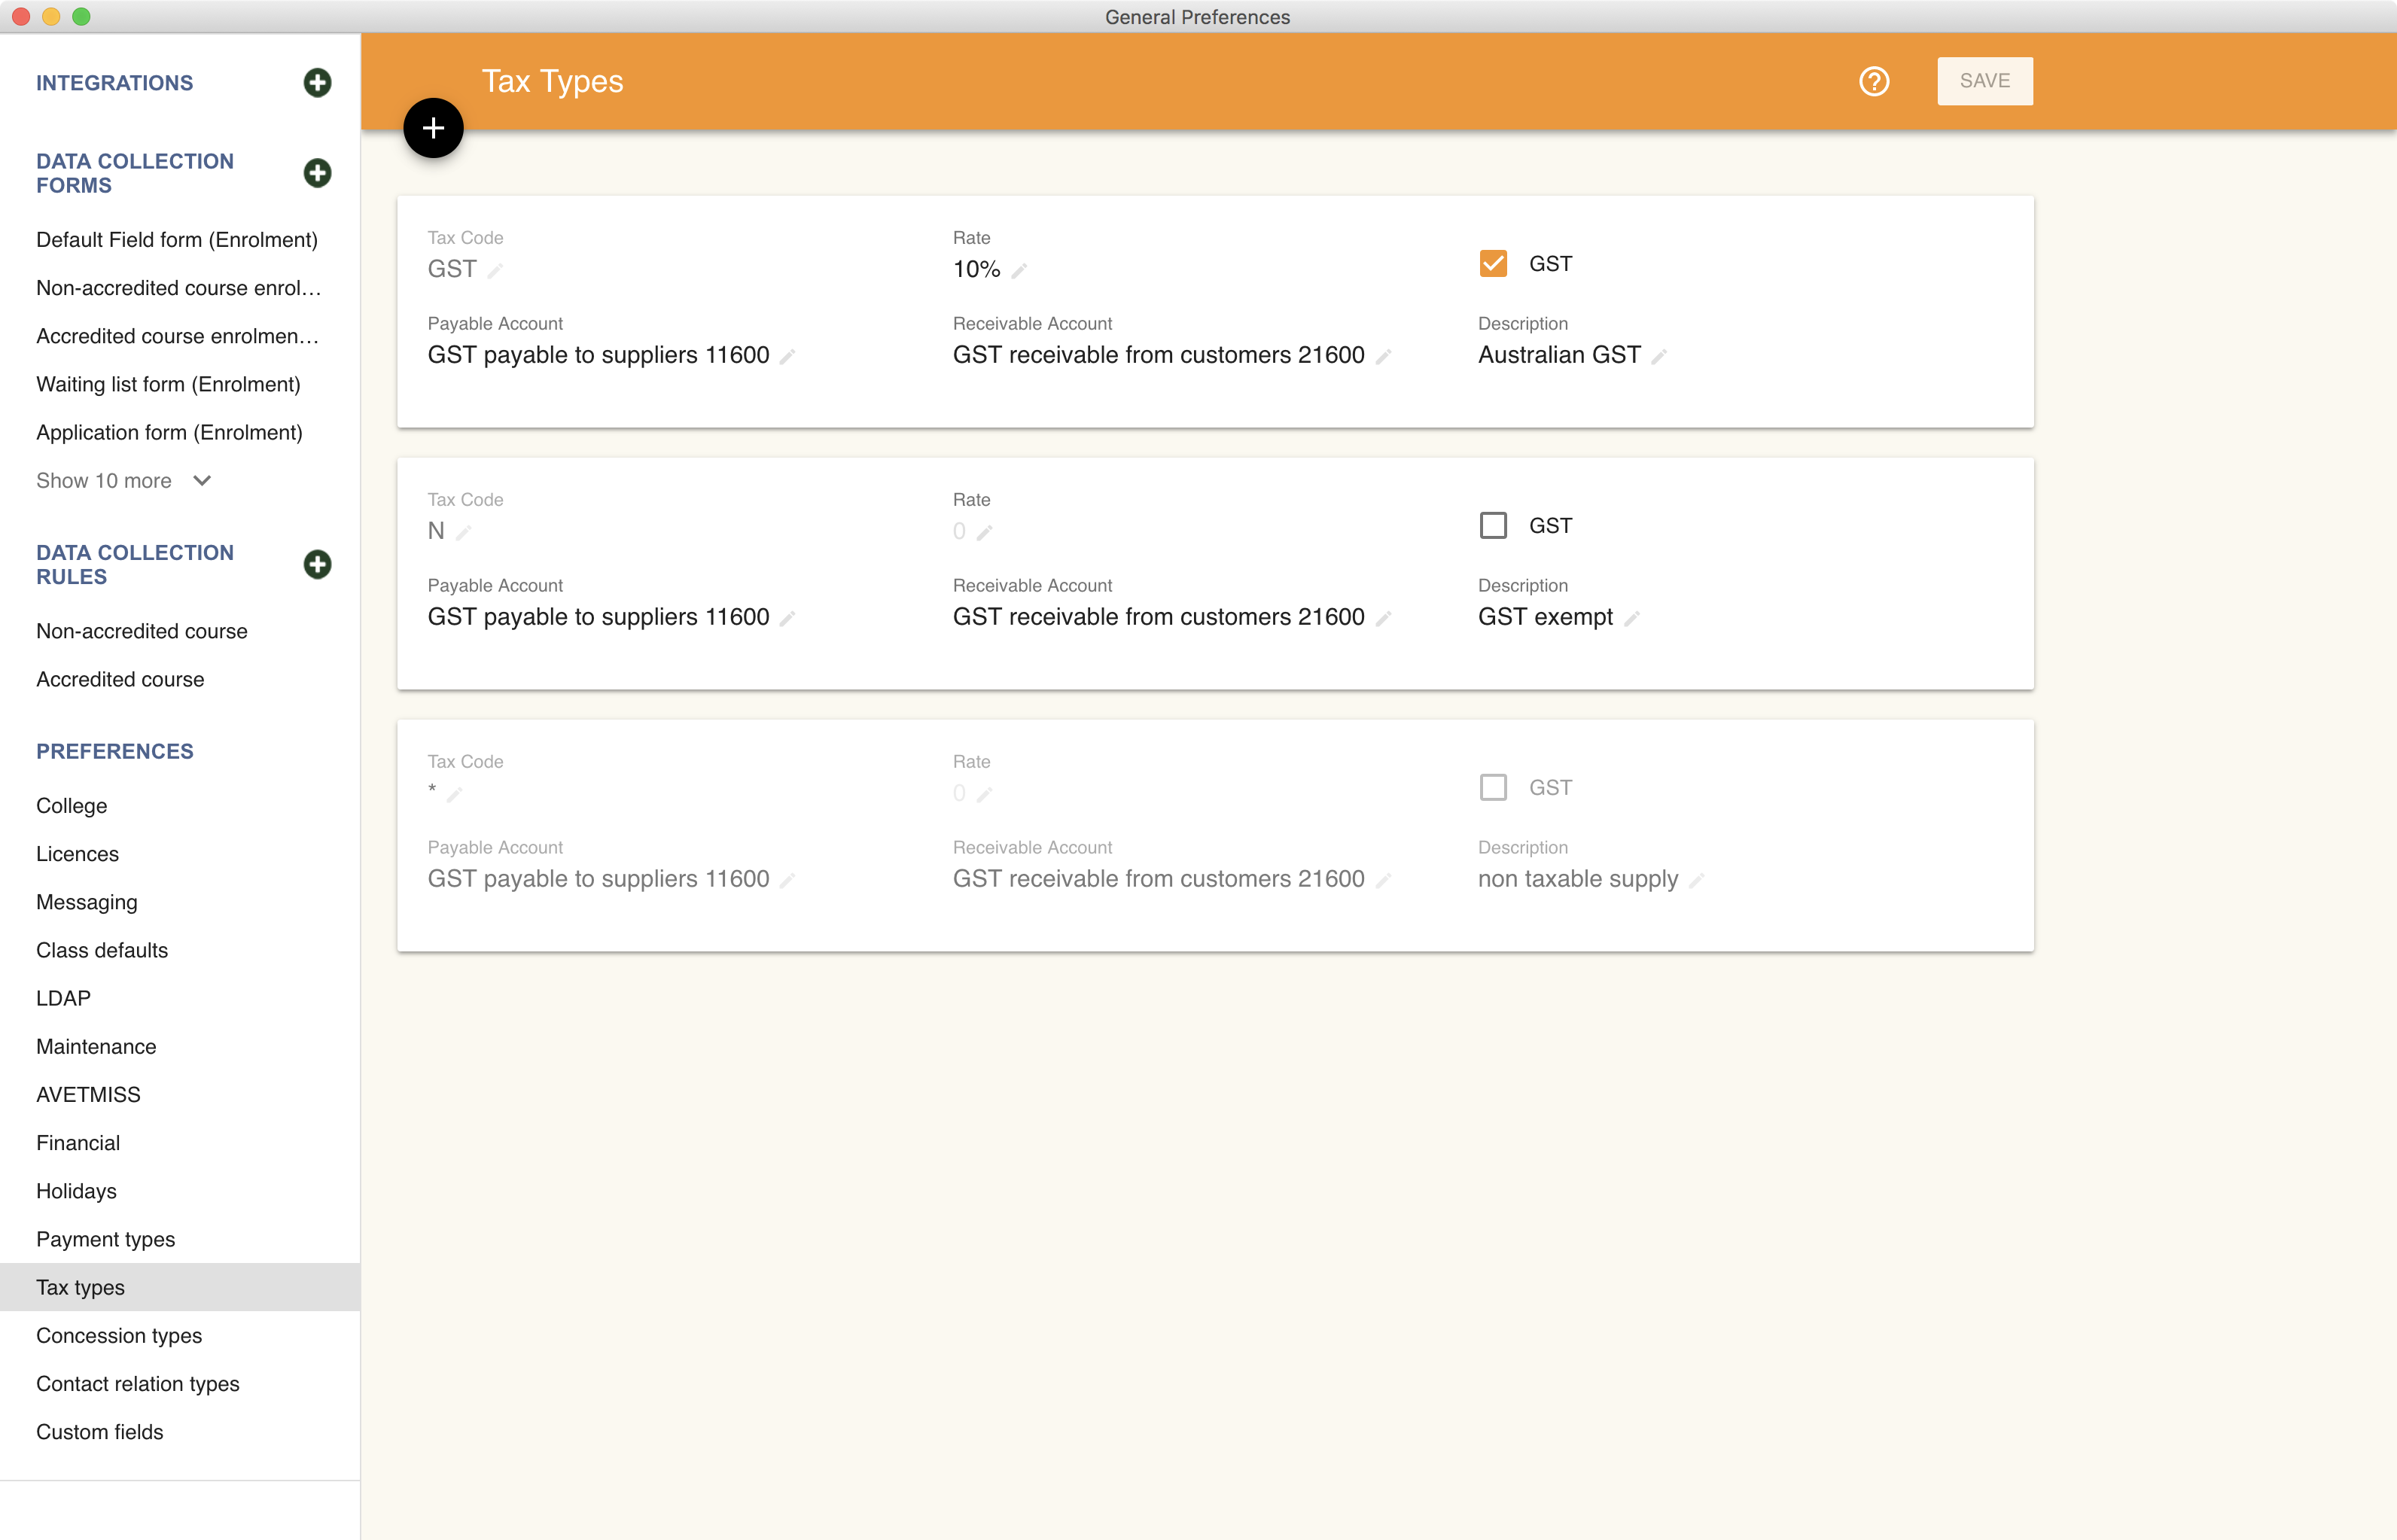 General Preferences
INTEGRATIONS
DATA COLLECTION
FORMS
Default Field form (Enrolment)
Non-accredited course enrol...
Accredited course enrolmen...
Waiting list form (Enrolment)
Application form (Enrolment)
Show 10 more
DATA COLLECTION
RULES
Non-accredited course
Accredited course
PREFERENCES
College
Licences
Messaging
Class defaults
LDAP
Maintenance
AVETMISS
Financial
Holidays
Payment types
Tax types
Concession types
Contact relation types
Custom fields
Tax Types
SAVE
Tax Code
GST
Rate
10%
GST
Payable Account
GST payable to suppliers 11600
Receivable Account
GST receivable from customers 21600
Description
Australian GST
Tax Code
N
Rate
0
GST
Payable Account
GST payable to suppliers 11600
Receivable Account
GST receivable from customers 21600
Description
GST exempt
Tax Code
*
Rate
0
GST
Payable Account
GST payable to suppliers 11600
Receivable Account
GST receivable from customers 21600
Description
non taxable supply